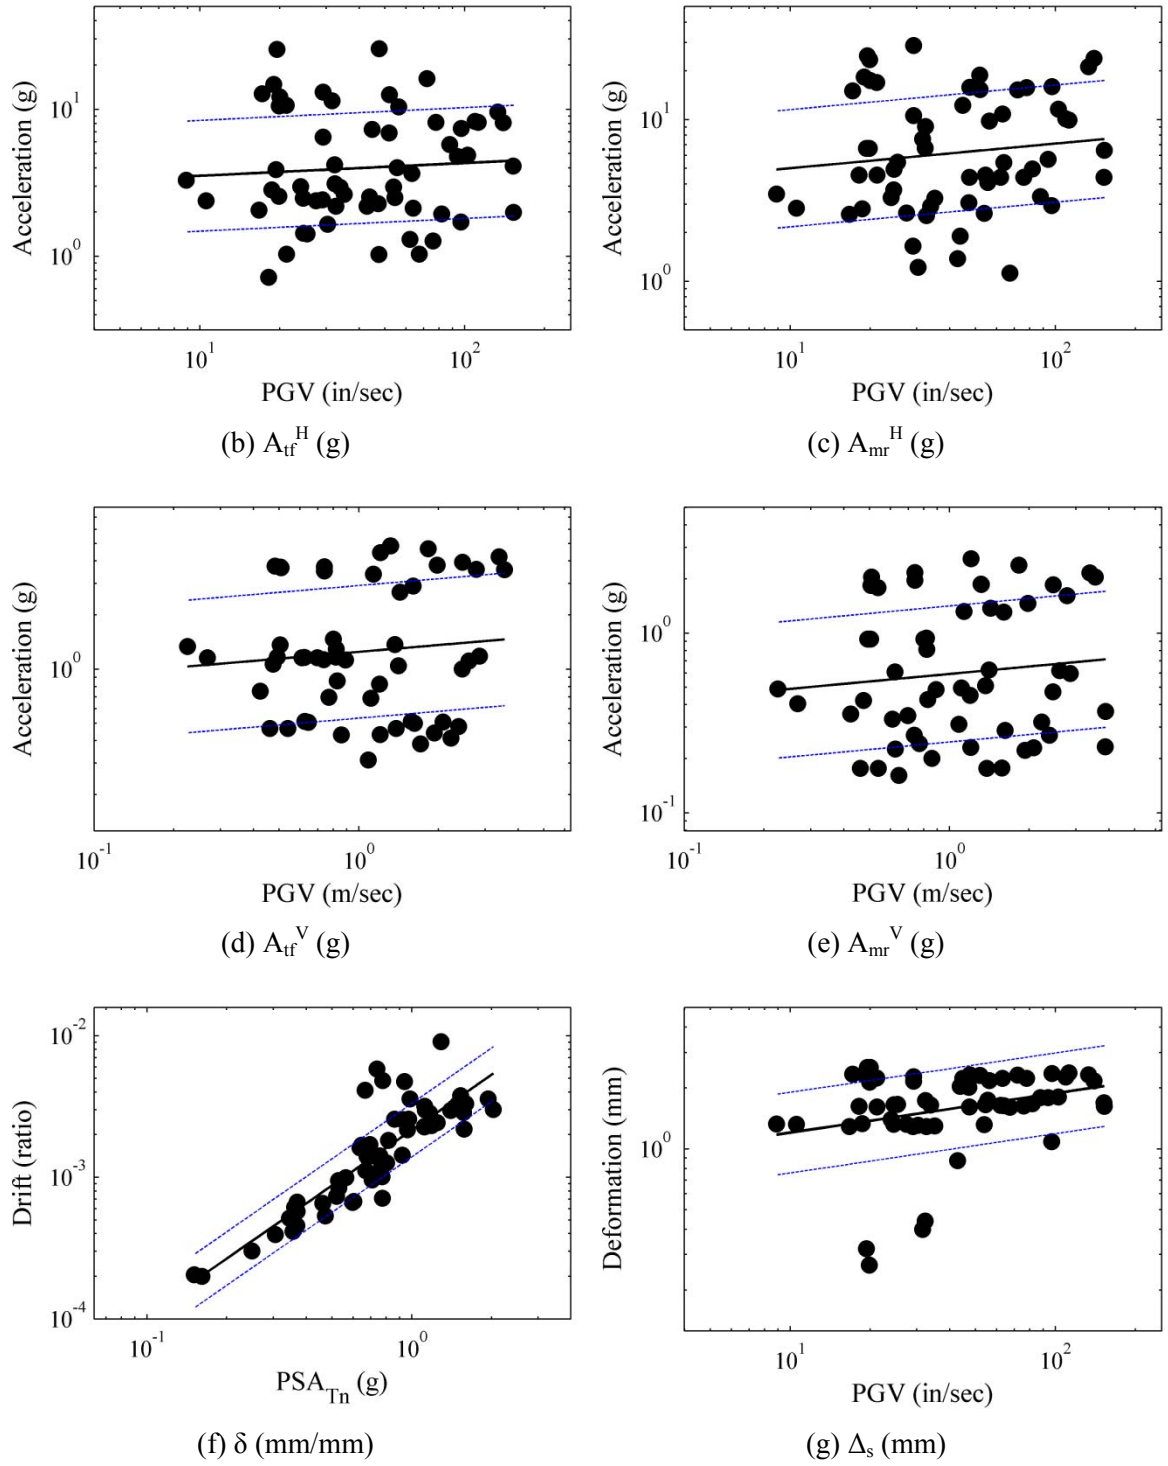 Acceleration (g)
10^1
10^0
10^1
10^2
PGV (in/sec)
(b) A_tf^H (g)
Acceleration (g)
10^1
10^0
10^1
10^2
PGV (in/sec)
(c) A_mr^H (g)
Acceleration (g)
10^0
10^-1
10^0
PGV (m/sec)
(d) A_tf^V (g)
Acceleration (g)
10^0
10^-1
10^-1
10^0
PGV (m/sec)
(e) A_mr^V (g)
Drift (ratio)
10^-2
10^-3
10^-4
10^-1
10^0
PSA_Tn (g)
(f) δ (mm/mm)
Deformation (mm)
10^0
10^1
10^2
PGV (in/sec)
(g) Δ_s (mm)